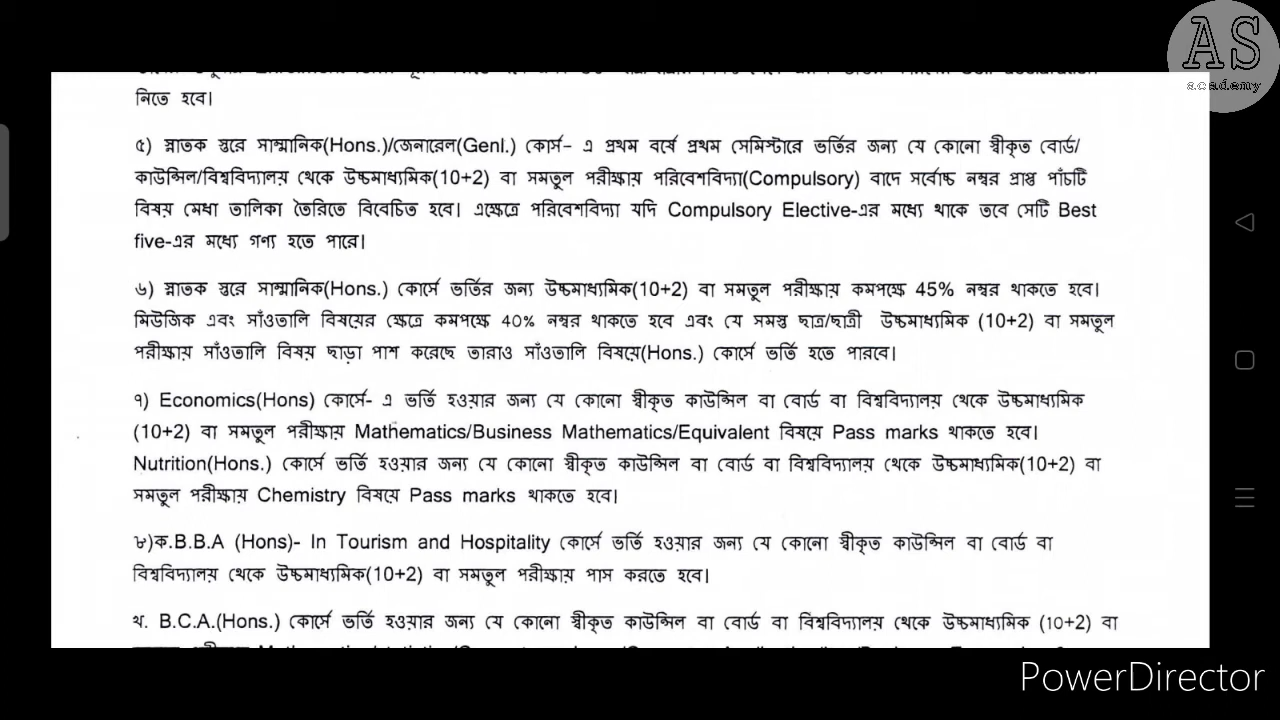 AS
academy
নিতে হবে।
৫) স্নাতক স্তরে সাম্মানিক(Hons.)/জেনারেল(Genl.) কোর্স- এ প্রথম বর্ষে প্রথম সেমিস্টারে ভর্তির জন্য যে কোনো স্বীকৃত বোর্ড/
কাউন্সিল/বিশ্ববিদ্যালয় থেকে উচ্চমাধ্যমিক(10+2) বা সমতুল পরীক্ষায় পরিবেশবিদ্যা(Compulsory) বাদে সর্বোচ্চ নম্বর প্রাপ্ত পাঁচটি
বিষয় মেধা তালিকা তৈরিতে বিবেচিত হবে। এক্ষেত্রে পরিবেশবিদ্যা যদি Compulsory Elective-এর মধ্যে থাকে তবে সেটি Best
five-এর মধ্যে গণ্য হতে পারে।
৬) স্নাতক স্তরে সাম্মানিক(Hons.) কোর্সে ভর্তির জন্য উচ্চমাধ্যমিক(10+2) বা সমতুল পরীক্ষায় কমপক্ষে 45% নম্বর থাকতে হবে।
মিউজিক এবং সাঁওতালি বিষয়ের ক্ষেত্রে কমপক্ষে 40% নম্বর থাকতে হবে এবং যে সমস্ত ছাত্র/ছাত্রী উচ্চমাধ্যমিক (10+2) বা সমতুল
পরীক্ষায় সাঁওতালি বিষয় ছাড়া পাশ করেছে তারাও সাঁওতালি বিষয়ে(Hons.) কোর্সে ভর্তি হতে পারবে।
৭) Economics(Hons) কোর্সে- এ ভর্তি হওয়ার জন্য যে কোনো স্বীকৃত কাউন্সিল বা বোর্ড বা বিশ্ববিদ্যালয় থেকে উচ্চমাধ্যমিক
(10+2) বা সমতুল পরীক্ষায় Mathematics/Business Mathematics/Equivalent বিষয়ে Pass marks থাকতে হবে।
Nutrition(Hons.) কোর্সে ভর্তি হওয়ার জন্য যে কোনো স্বীকৃত কাউন্সিল বা বোর্ড বা বিশ্ববিদ্যালয় থেকে উচ্চমাধ্যমিক(10+2) বা
সমতুল পরীক্ষায় Chemistry বিষয়ে Pass marks থাকতে হবে।
৮)ক.B.B.A (Hons)- In Tourism and Hospitality কোর্সে ভর্তি হওয়ার জন্য যে কোনো স্বীকৃত কাউন্সিল বা বোর্ড বা
বিশ্ববিদ্যালয় থেকে উচ্চমাধ্যমিক(10+2) বা সমতুল পরীক্ষায় পাস করতে হবে।
খ. B.C.A.(Hons.) কোর্সে ভর্তি হওয়ার জন্য যে কোনো স্বীকৃত কাউন্সিল বা বোর্ড বা বিশ্ববিদ্যালয় থেকে উচ্চমাধ্যমিক (10+2) বা
PowerDirector